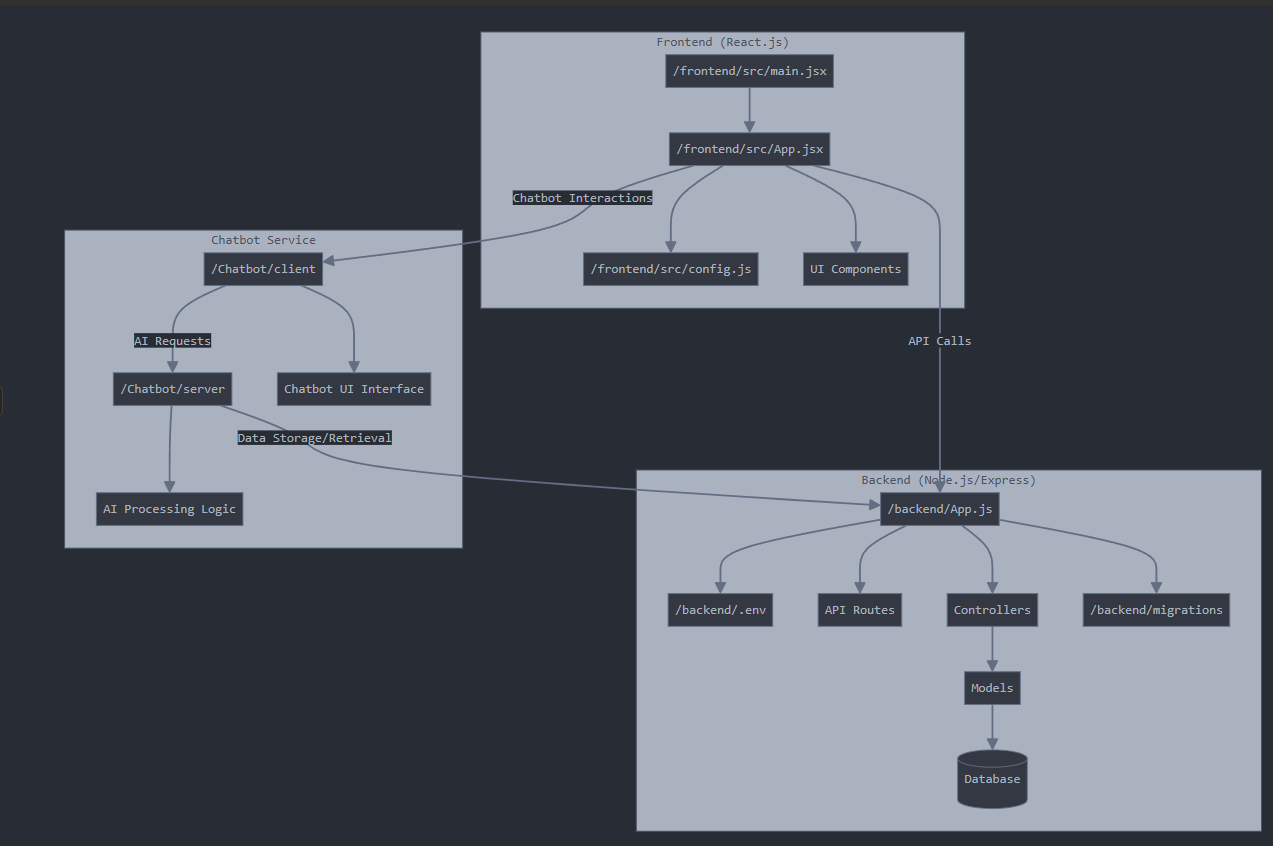 Frontend (React.js)
/frontend/src/main.jsx
/frontend/src/App.jsx
Chatbot Interactions
/frontend/src/config.js
UI Components
Chatbot Service
/Chatbot/client
AI Requests
/Chatbot/server
Chatbot UI Interface
Data Storage/Retrieval
AI Processing Logic
API Calls
Backend (Node.js/Express)
/backend/App.js
/backend/.env
API Routes
Controllers
/backend/migrations
Models
Database